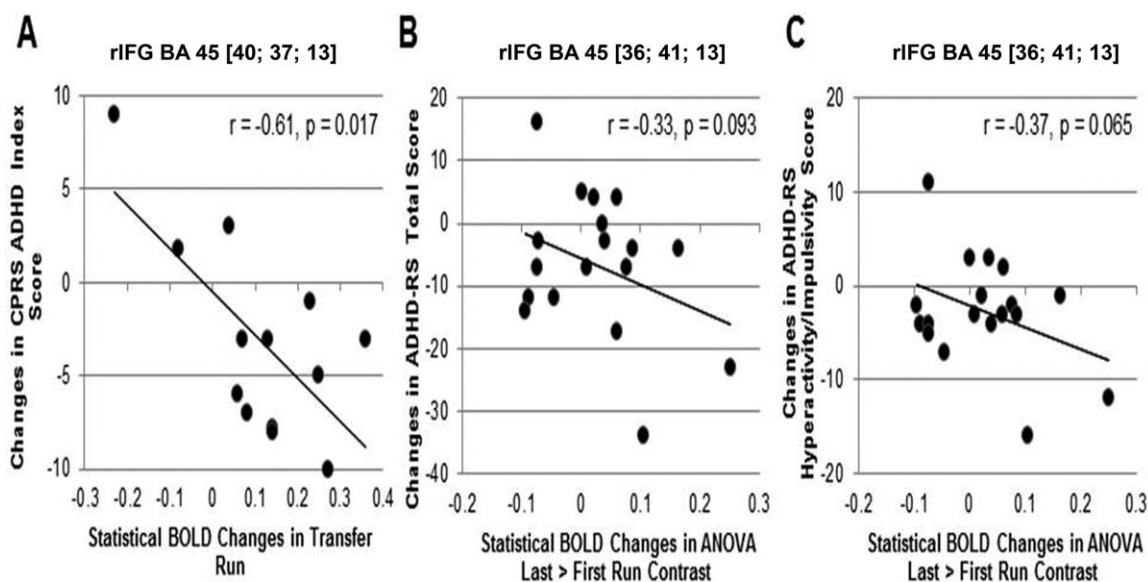 A
rIFG BA 45 [40; 37; 13]
r = -0.61, p = 0.017
10
5
0
-5
-10
-0.3
-0.2
-0.1
0
0.1
0.2
0.3
0.4
Changes in CPRS ADHD Index
Score
Statistical BOLD Changes in Transfer
Run
B
rIFG BA 45 [36; 41; 13]
r = -0.33, p = 0.093
20
10
0
-10
-20
-30
-40
-0.2
-0.1
0
0.1
0.2
0.3
Changes in ADHD-RS Total Score
Statistical BOLD Changes in ANOVA
Last > First Run Contrast
C
rIFG BA 45 [36; 41; 13]
r = -0.37, p = 0.065
20
10
0
-10
-20
-0.2
-0.1
0
0.1
0.2
0.3
Changes in ADHD-RS
Hyperactivity/Impulsivity Score
Statistical BOLD Changes in ANOVA
Last > First Run Contrast